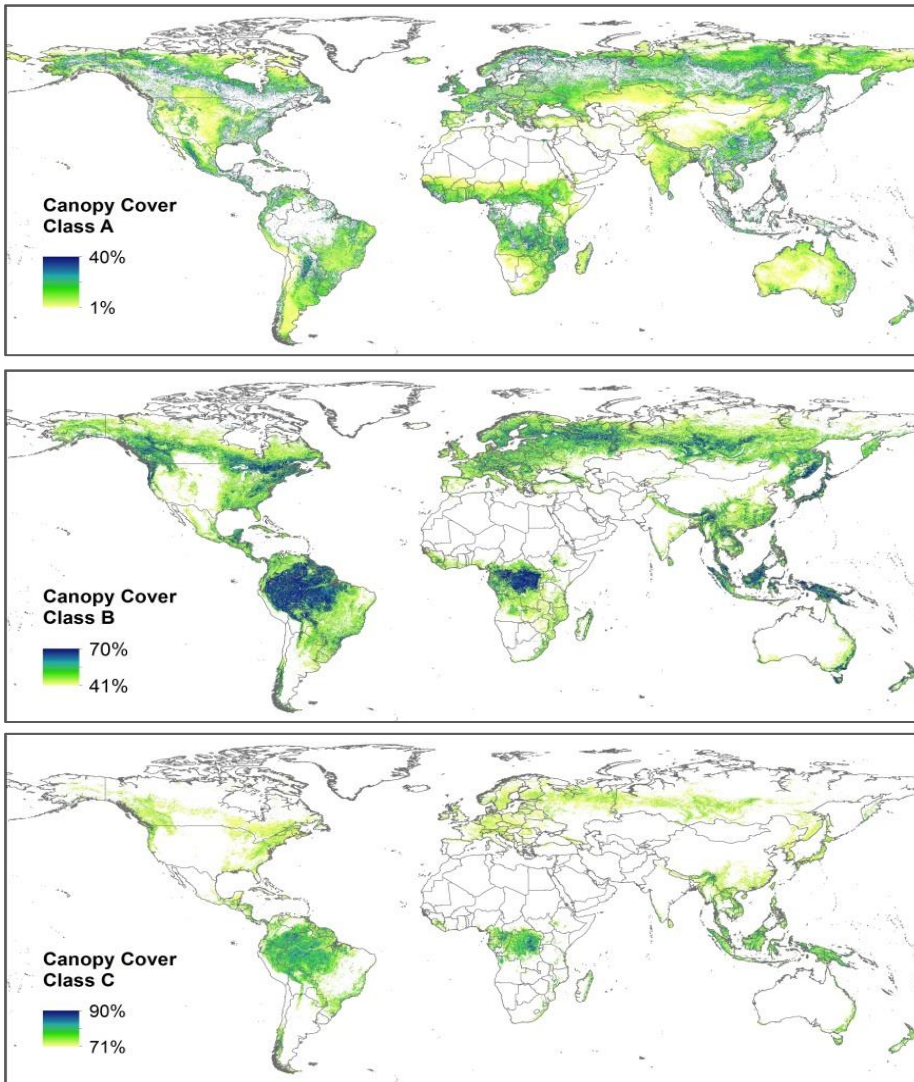 Canopy Cover
Class A
40%
1%
Canopy Cover
Class B
70%
41%
Canopy Cover
Class C
90%
71%